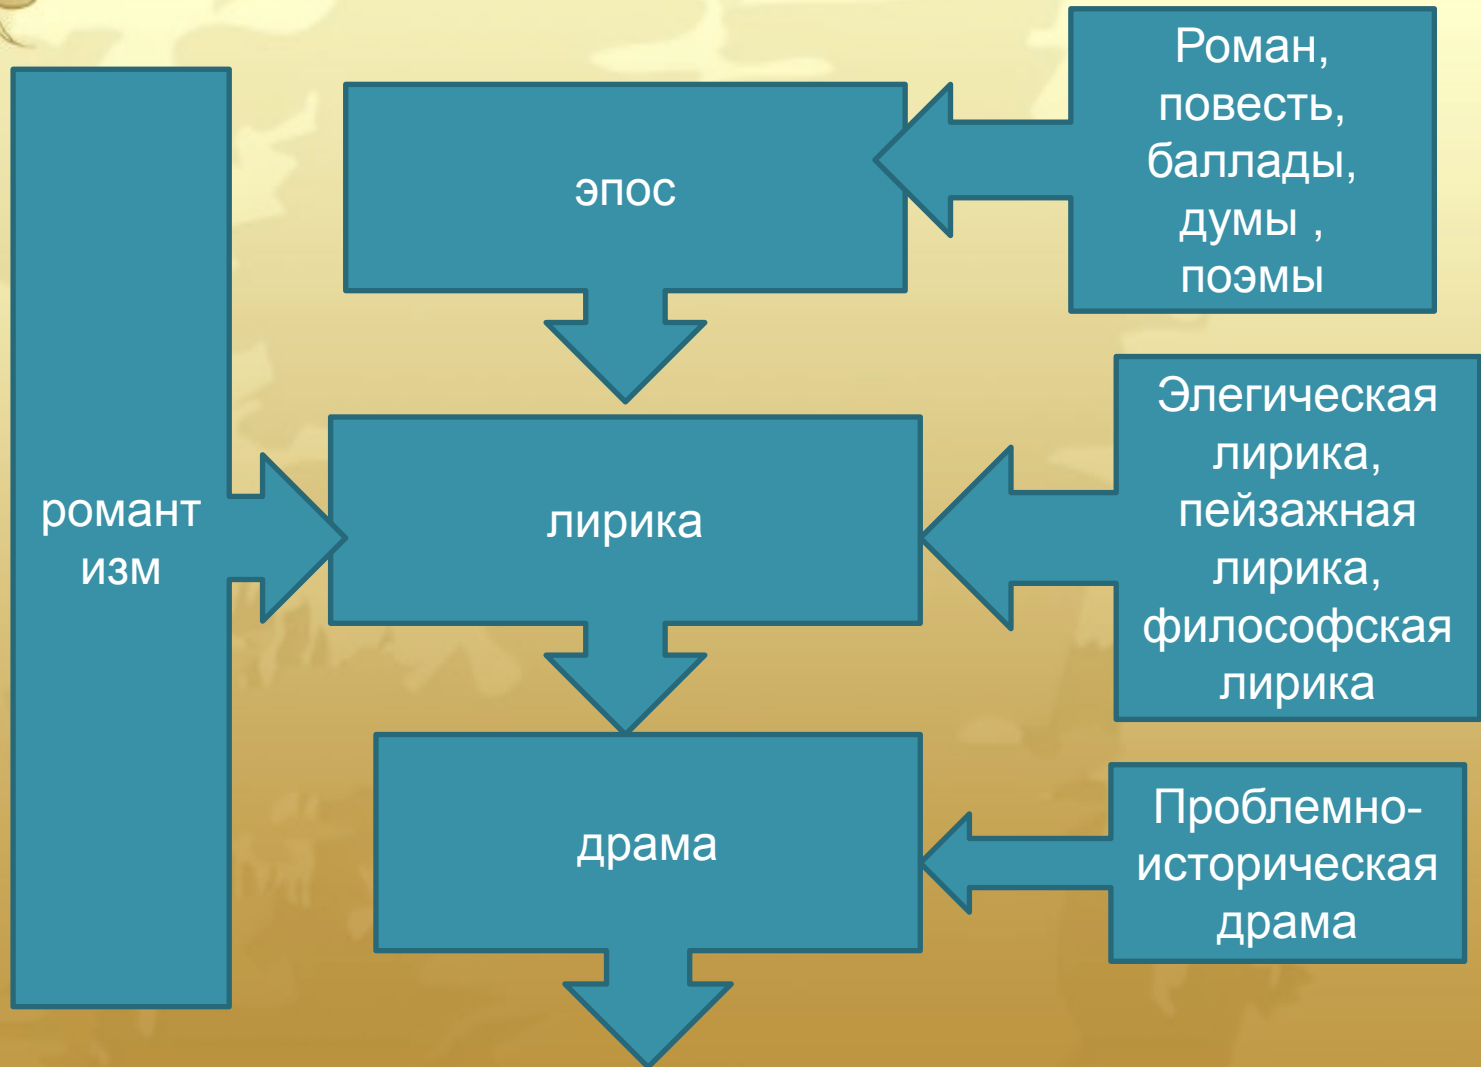 романт
изм
эпос
Роман,
повесть,
баллады,
думы ,
поэмы
лирика
Элегическая
лирика,
пейзажная
лирика,
философская
лирика
драма
Проблемно-
историческая
драма